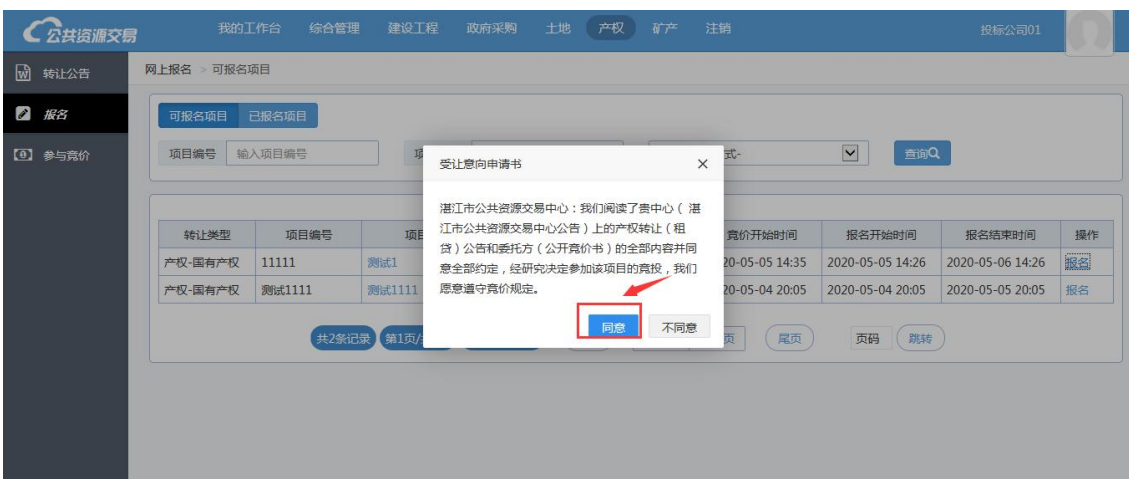 公共资源交易
我的工作台 综合管理 建设工程 政府采购 土地 产权 矿产 注销
投标公司01
转让公告
报名
参与竞价
网上报名 > 可报名项目
可报名项目 已报名项目
项目编号 输入项目编号 项
式-
查询
受让意向申请书
湛江市公共资源交易中心：我们阅读了贵中心（ 湛
江市公共资源交易中心公告）上的产权转让（租
贷）公告和委托方（公开竞价书）的全部内容并同
意全部约定，经研究决定参加该项目的竞投，我们
愿意遵守竞价规定。
同意 不同意
转让类型 项目编号 项目 竞价开始时间 报名开始时间 报名结束时间 操作
产权-国有产权 11111 测试1 20-05-05 14:35 2020-05-05 14:26 2020-05-06 14:26 报名
产权-国有产权 测试1111 测试1111 20-05-04 20:05 2020-05-04 20:05 2020-05-05 20:05 报名
共2条记录 第1页/ 页 尾页 页码 跳转